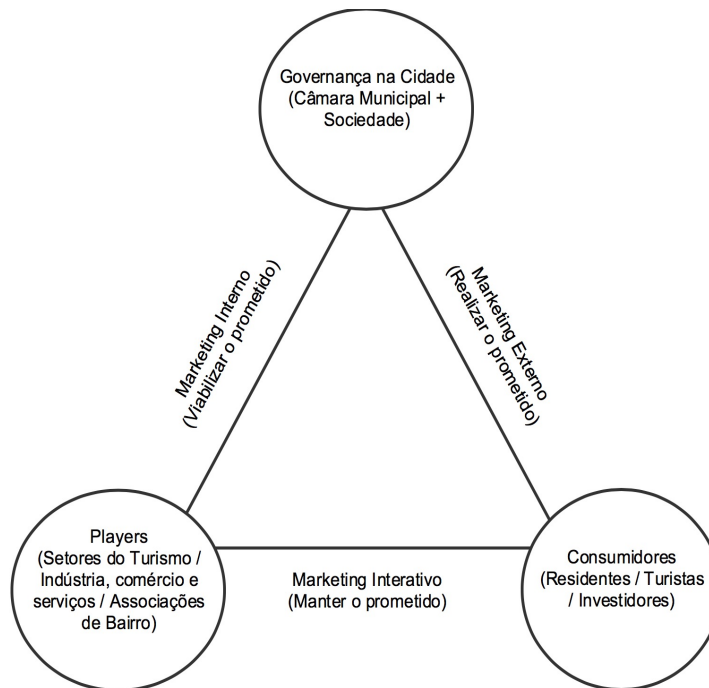 Governança na Cidade
(Câmara Municipal +
Sociedade)
Marketing Interno
(Viabilizar o prometido)
Marketing Externo
(Realizar o prometido)
Players
(Setores do Turismo /
Indústria, comércio e
serviços / Associações
de Bairro)
Marketing Interativo
(Manter o prometido)
Consumidores
(Residentes / Turistas
/ Investidores)